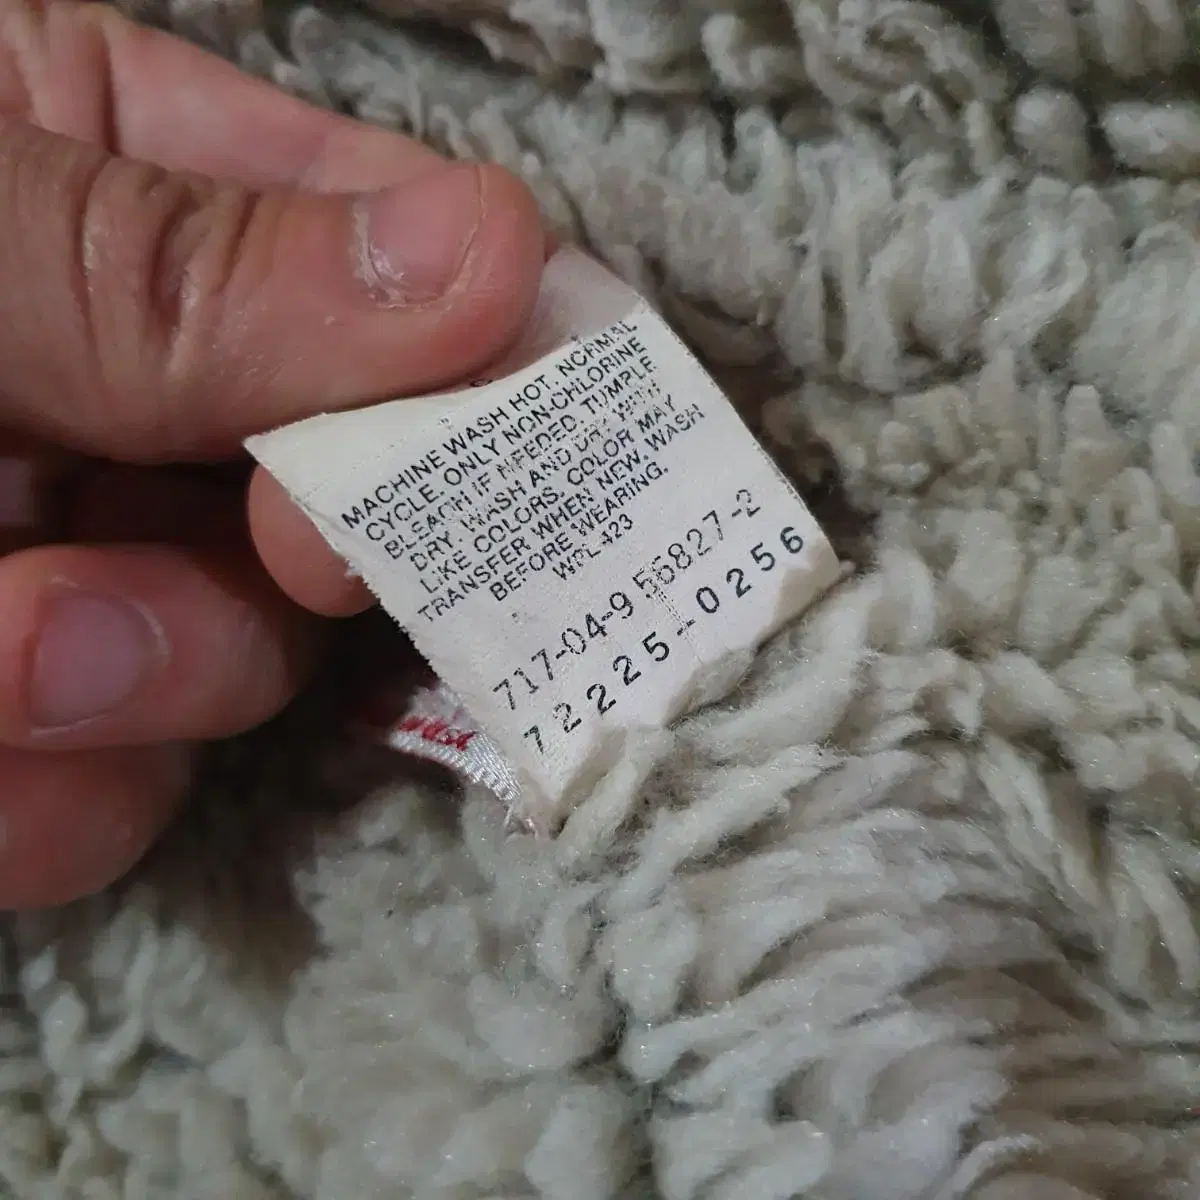 MACHINE WASH HOT, NORMAL
CYCLE. ONLY NON-CHLORINE
BLEACH IF NEEDED. TUMPLE
DRY. WASH AND DRY WITH
LIKE COLORS. COLOR MAY
TRANSFER WHEN NEW. WASH
BEFORE WEARING.
WPL 423
717-04-9 55827-2
72225-0256